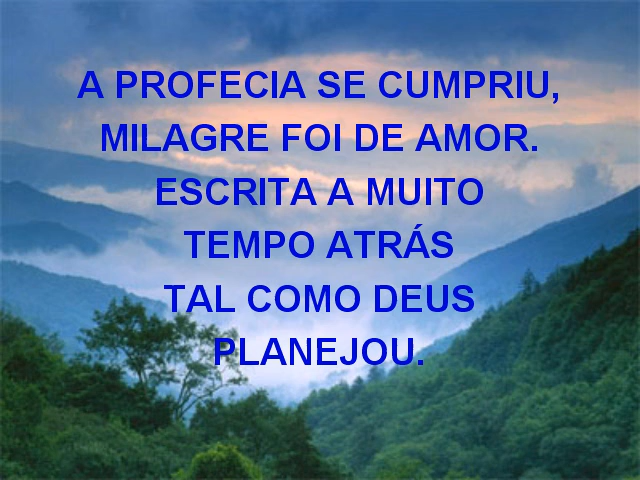 A PROFECIA SE CUMPRIU,
MILAGRE FOI DE AMOR.
ESCRITA A MUITO
TEMPO ATRÁS
TAL COMO DEUS
PLANEJOU.